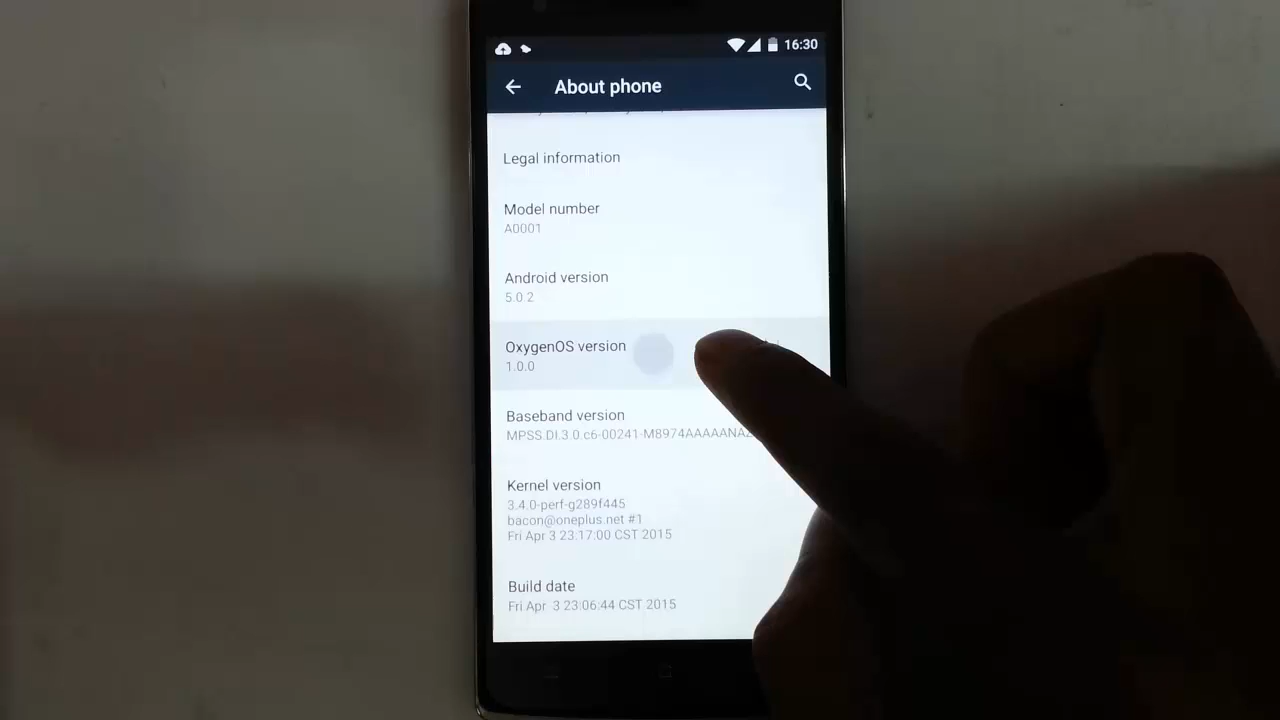 16:30
About phone
Legal information
Model number
A0001
Android version
5.0.2
OxygenOS version
1.0.0
Baseband version
MPSS.DI.3.0.c6-00241-M8974AAAAANAZ
Kernel version
3.4.0-perf-g289f445
bacon@oneplus.net #1
Fri Apr 3 23:17:00 CST 2015
Build date
Fri Apr 3 23:06:44 CST 2015